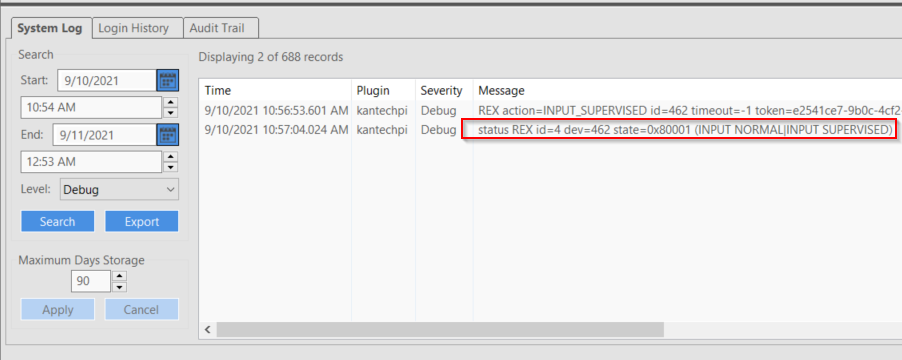 System Log Login History Audit Trail
Search
Displaying 2 of 688 records
Start: 9/10/2021
10:54 AM
End: 9/11/2021
12:53 AM
Level: Debug
Search Export
Maximum Days Storage
90
Apply Cancel
Time Plugin Severity Message
9/10/2021 10:56:53.601 AM kantechpi Debug REX action=INPUT_SUPERVISED id=462 timeout=-1 token=e2541ce7-9b0c-4cf2-
9/10/2021 10:57:04.024 AM kantechpi Debug status REX id=4 dev=462 state=0x80001 (INPUT NORMAL|INPUT SUPERVISED)